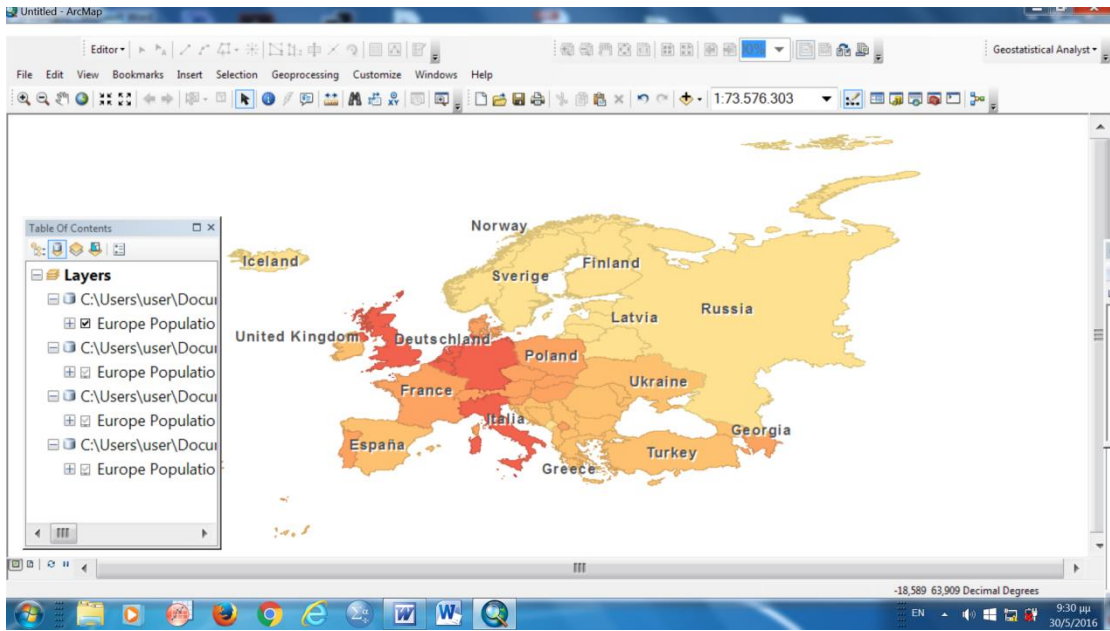 Untitled - ArcMap
Editor
Geostatistical Analyst
File Edit View Bookmarks Insert Selection Geoprocessing Customize Windows Help
1:73.576.303
Table Of Contents
Layers
C:\Users\user\Docu
Europe Populatio
C:\Users\user\Docu
Europe Populatio
C:\Users\user\Docu
Europe Populatio
C:\Users\user\Docu
Europe Populatio
Norway
Iceland
Finland
Sverige
Russia
Latvia
United Kingdom
Deutschland
Poland
Ukraine
France
Italia
Georgia
España
Turkey
Greece
-18,589 63,909 Decimal Degrees
EN
9:30 μμ
30/5/2016